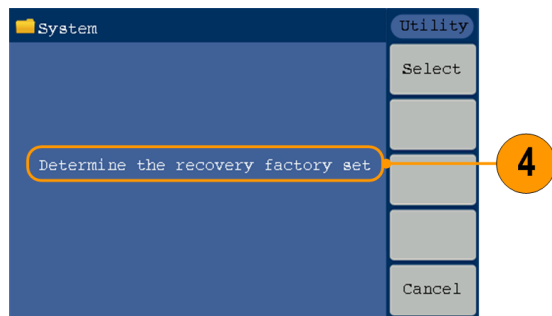 System
Utility
Select
Determine the recovery factory set
4
Cancel